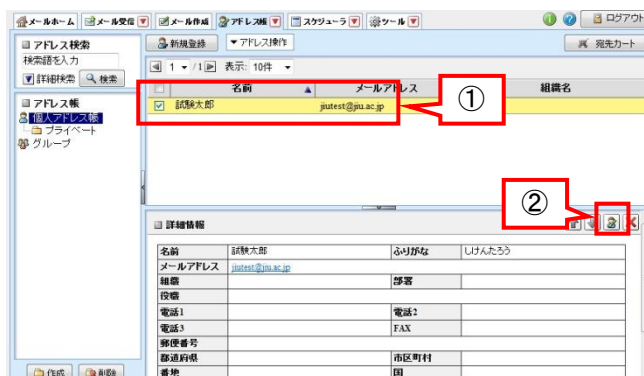 メールホーム メール受信 メール作成 アドレス帳 スケジューラ ツール ログアウト
アドレス検索
検索語を入力
詳細検索 検索
アドレス帳
個人アドレス帳
プライベート
グループ
新規登録 アドレス操作 宛先カート
1 /1 表示: 10件
名前 メールアドレス 組織名
試験太郎 jiutest@jiu.ac.jp
①
②
詳細情報
名前 試験太郎 ふりがな しけんたろう
メールアドレス jiutest@jiu.ac.jp
組織 部署
役職
電話1 電話2
電話3 FAX
郵便番号
都道府県 市区町村
番地 国
作成 削除